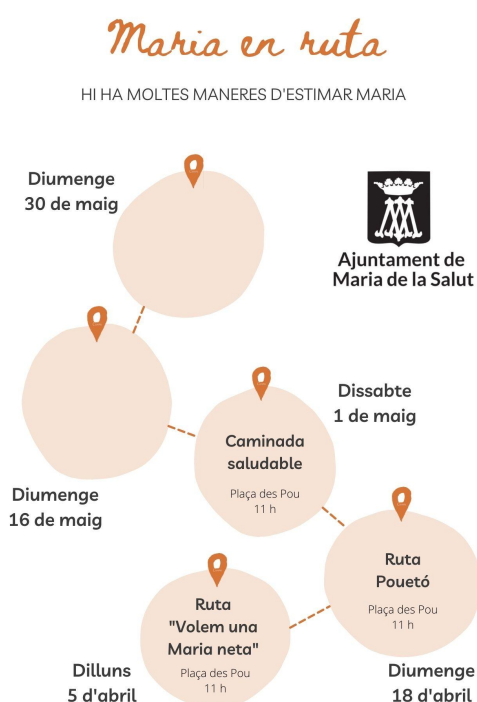 Maria en ruta
HI HA MOLTES MANERES D'ESTIMAR MARIA
Diumenge
30 de maig
Ajuntament de
Maria de la Salut
Dissabte
1 de maig
Caminada
saludable
Plaça des Pou
11 h
Diumenge
16 de maig
Ruta
Pouetó
Plaça des Pou
11 h
Diumenge
18 d'abril
Ruta
"Volem una
Maria neta"
Plaça des Pou
11 h
Dilluns
5 d'abril